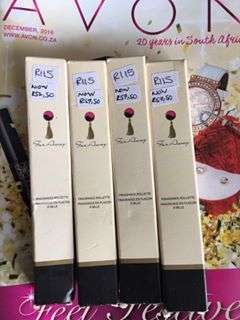 AVON
DECEMBER, 2016
WWW.AVON.CO.ZA
20 years in South Africa
R115
NOW
R57,50
R115
NOW
R57,50
R115
NOW
R57,50
R115
NOW
R57,50
Far Away
Far Away
Far Away
Far Away
FRAGRANCE ROLLETTE
FRAGRANCE ROLLETTE
FRAGRANCE ROLLETTE
FRAGRANCE ROLLETTE
Feel Festive